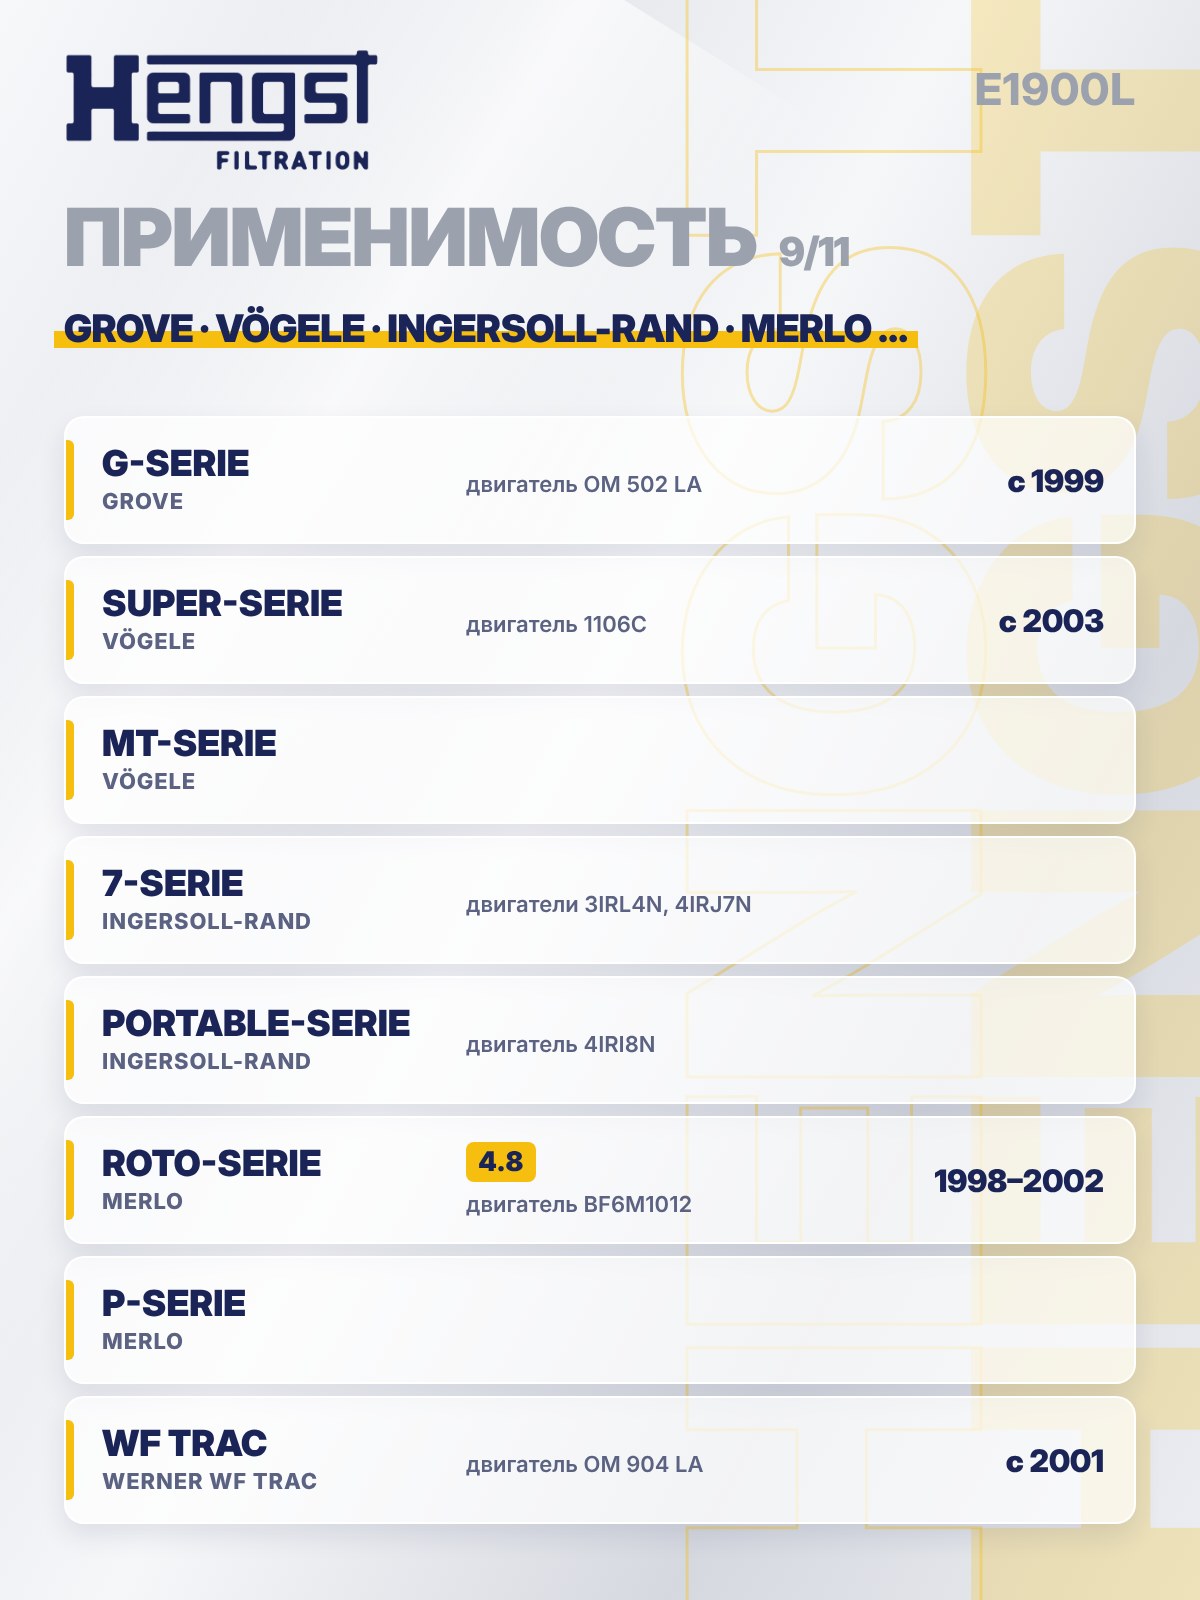 Hengst
FILTRATION
E1900L
ПРИМЕНИМОСТЬ 9/11
GROVE · VÖGELE · INGERSOLL-RAND · MERLO ...
G-SERIE
GROVE
двигатель OM 502 LA
с 1999
SUPER-SERIE
VÖGELE
двигатель 1106C
с 2003
MT-SERIE
VÖGELE
7-SERIE
INGERSOLL-RAND
двигатели 3IRL4N, 4IRJ7N
PORTABLE-SERIE
INGERSOLL-RAND
двигатель 4IRI8N
ROTO-SERIE
MERLO
4.8
двигатель BF6M1012
1998–2002
P-SERIE
MERLO
WF TRAC
WERNER WF TRAC
двигатель OM 904 LA
с 2001
HENGST
HENGST